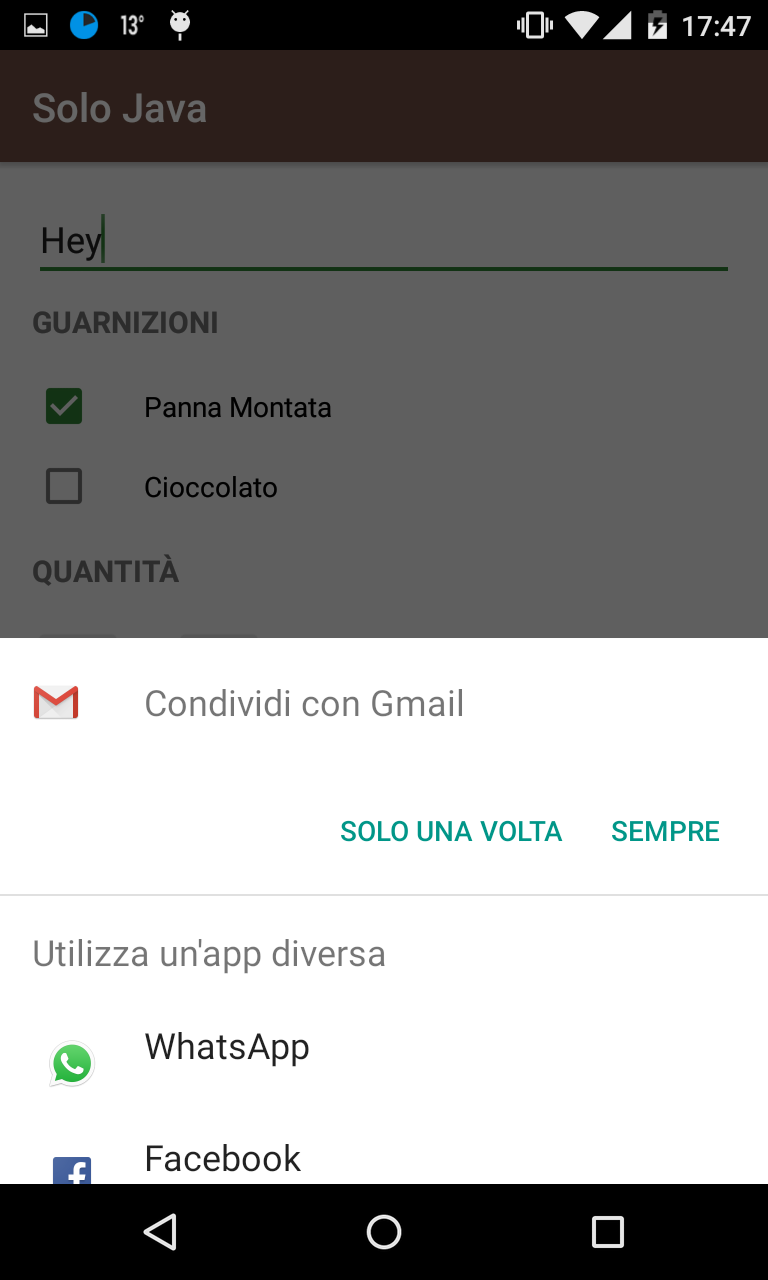 13°
17:47
Solo Java
Hey
GUARNIZIONI
Panna Montata
Cioccolato
QUANTITÀ
Condividi con Gmail
SOLO UNA VOLTA SEMPRE
Utilizza un'app diversa
WhatsApp
Facebook